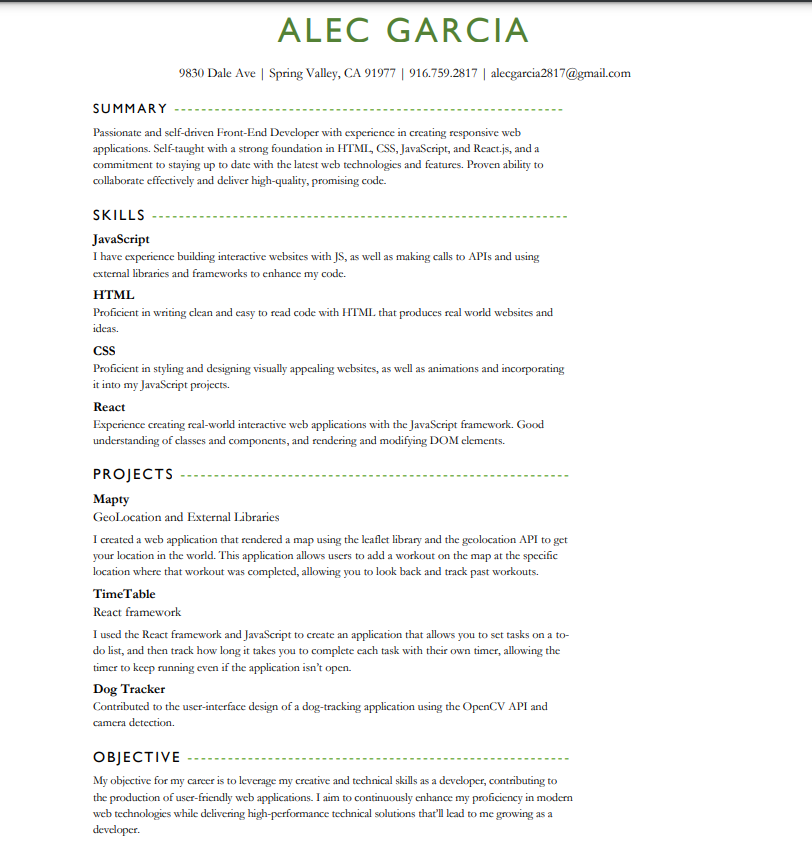 ALEC GARCIA
9830 Dale Ave | Spring Valley, CA 91977 | 916.759.2817 | alecgarcia2817@gmail.com
SUMMARY
Passionate and self-driven Front-End Developer with experience in creating responsive web
applications. Self-taught with a strong foundation in HTML, CSS, JavaScript, and React.js, and a
commitment to staying up to date with the latest web technologies and features. Proven ability to
collaborate effectively and deliver high-quality, promising code.
SKILLS
JavaScript
I have experience building interactive websites with JS, as well as making calls to APIs and using
external libraries and frameworks to enhance my code.
HTML
Proficient in writing clean and easy to read code with HTML that produces real world websites and
ideas.
CSS
Proficient in styling and designing visually appealing websites, as well as animations and incorporating
it into my JavaScript projects.
React
Experience creating real-world interactive web applications with the JavaScript framework. Good
understanding of classes and components, and rendering and modifying DOM elements.
PROJECTS
Mapty
GeoLocation and External Libraries
I created a web application that rendered a map using the leaflet library and the geolocation API to get
your location in the world. This application allows users to add a workout on the map at the specific
location where that workout was completed, allowing you to look back and track past workouts.
TimeTable
React framework
I used the React framework and JavaScript to create an application that allows you to set tasks on a to-
do list, and then track how long it takes you to complete each task with their own timer, allowing the
timer to keep running even if the application isn't open.
Dog Tracker
Contributed to the user-interface design of a dog-tracking application using the OpenCV API and
camera detection.
OBJECTIVE
My objective for my career is to leverage my creative and technical skills as a developer, contributing to
the production of user-friendly web applications. I aim to continuously enhance my proficiency in modern
web technologies while delivering high-performance technical solutions that'll lead to me growing as a
developer.